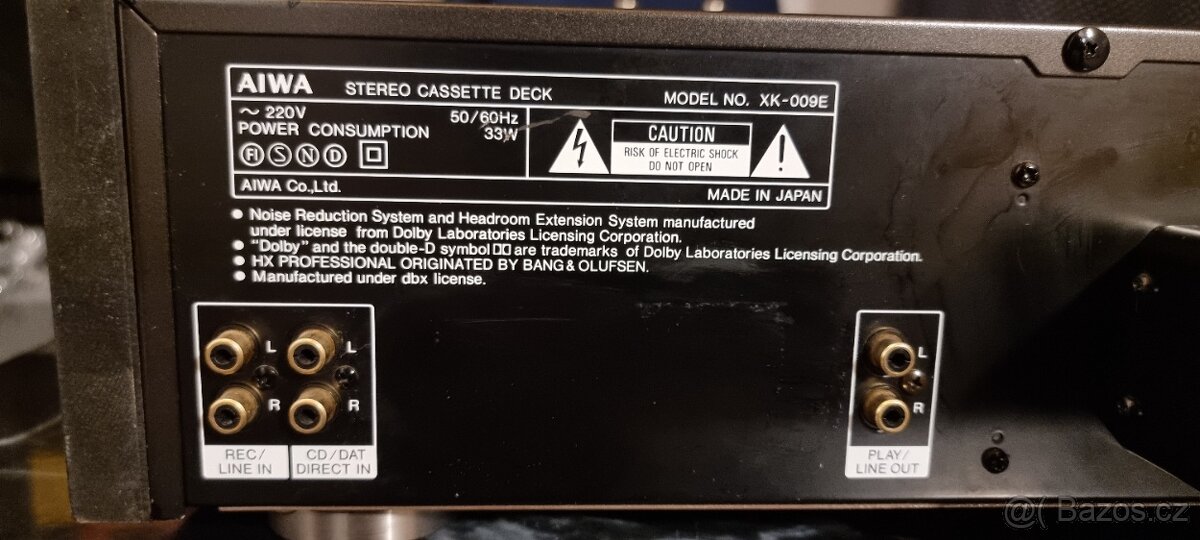 AIWA STEREO CASSETTE DECK MODEL NO. XK-009E
~ 220V 50/60Hz
POWER CONSUMPTION 33W
FI S N D
CAUTION
RISK OF ELECTRIC SHOCK
DO NOT OPEN
!
AIWA Co.,Ltd. MADE IN JAPAN
• Noise Reduction System and Headroom Extension System manufactured
under license from Dolby Laboratories Licensing Corporation.
• "Dolby" and the double-D symbol are trademarks of Dolby Laboratories Licensing Corporation.
• HX PROFESSIONAL ORIGINATED BY BANG & OLUFSEN.
• Manufactured under dbx license.
L L
R R
REC/
LINE IN
CD/DAT
DIRECT IN
L
R
PLAY/
LINE OUT
@( Bazos.cz